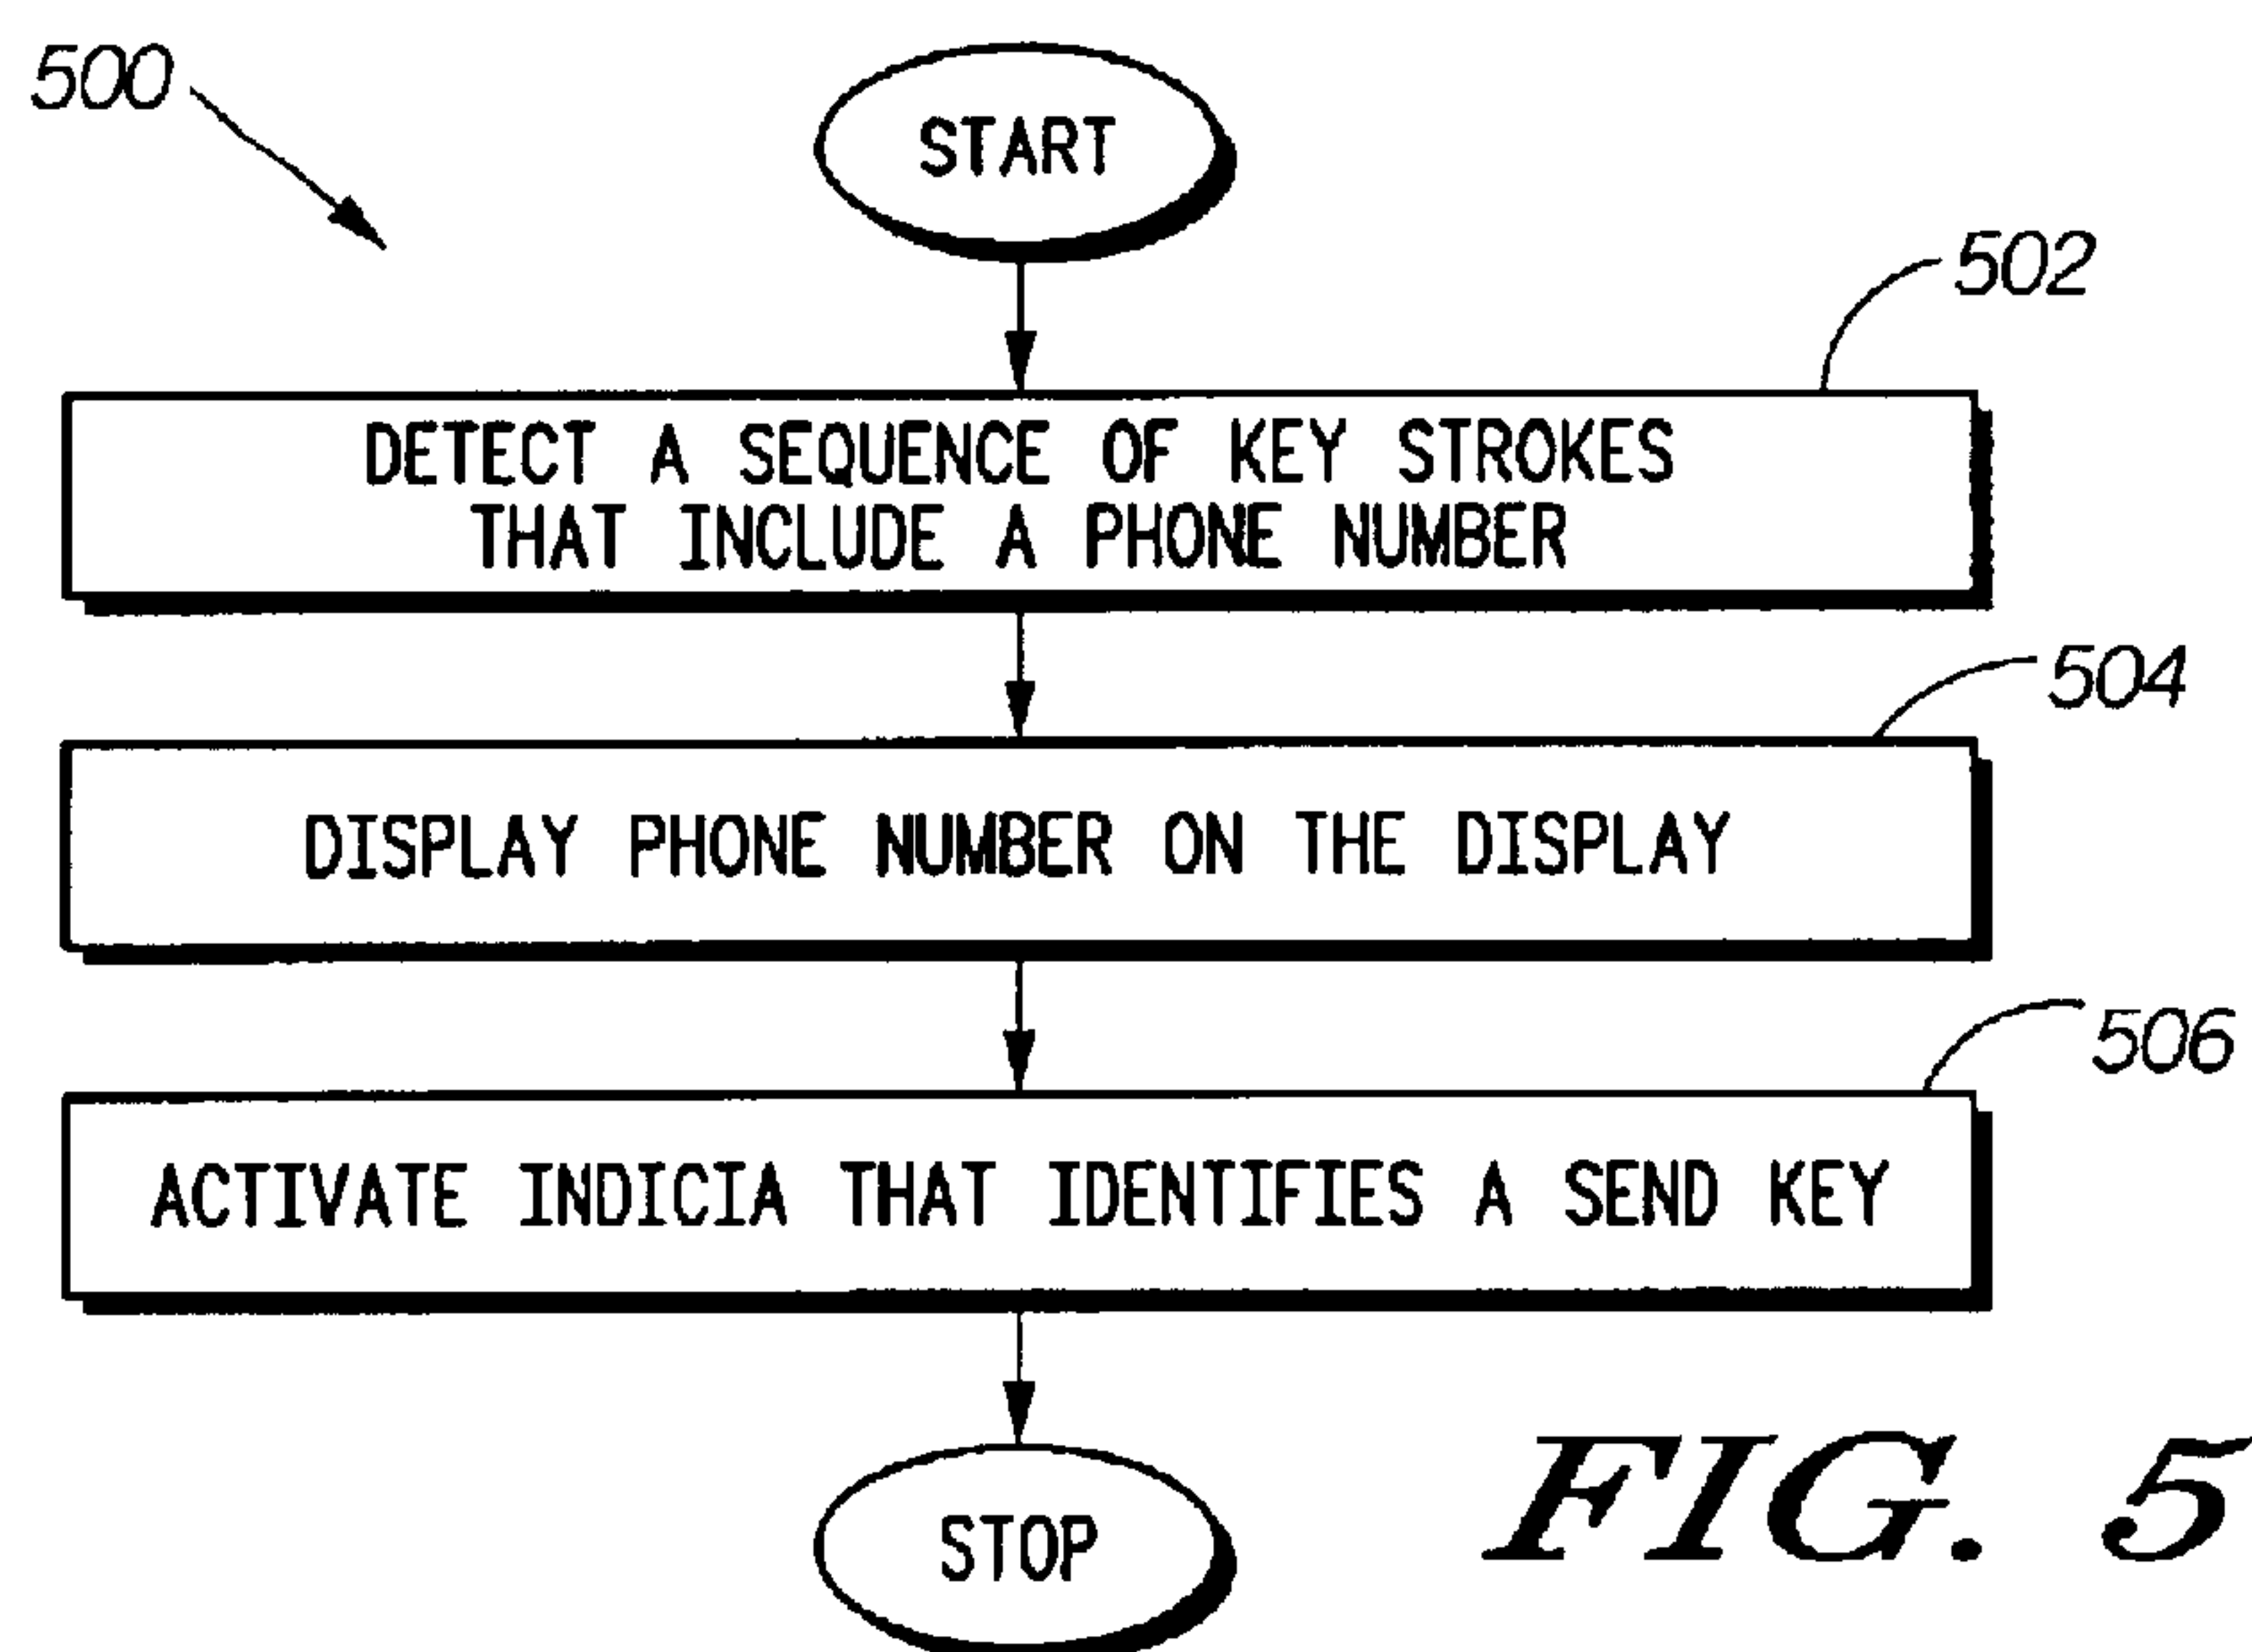 500
START
502
DETECT A SEQUENCE OF KEY STROKES
THAT INCLUDE A PHONE NUMBER
504
DISPLAY PHONE NUMBER ON THE DISPLAY
506
ACTIVATE INDICIA THAT IDENTIFIES A SEND KEY
STOP
FIG. 5